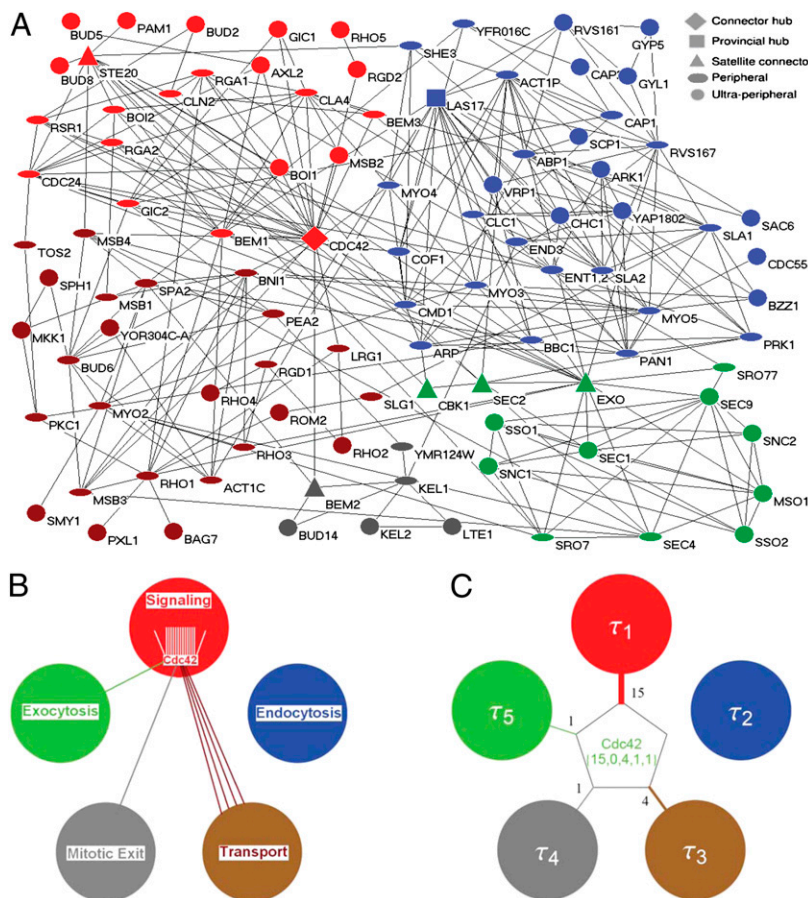 A
BUD5
PAM1
BUD2
GIC1
RHO5
YFR016C
RVS161
Connector hub
BUD8
STE20
AXL2
RGD2
SHE3
GYP5
Provincial hub
RGA1
CLN2
CLA4
LAS17
ACT1P
GYL1
Satellite connector
Peripheral
Ultra-peripheral
RSR1
BOI2
BEM3
CAP1
RGA2
SCP1
RVS167
MSB2
ABP1
BOI1
ARK1
CDC24
MYO4
VRP1
YAP1802
GIC2
CLC1
CHC1
SAC6
MSB4
BEM1
CDC42
END3
SLA1
TOS2
COF1
CDC55
SPH1
SPA2
BNI1
ENT1,2
SLA2
MSB1
MYO3
BZZ1
PEA2
CMD1
MYO5
MKK1
YOR304C-A
BBC1
PRK1
BUD6
LRG1
ARP
PAN1
RGD1
SRO77
RHO4
SLG1
CBK1
SEC2
EXO
SEC9
PKC1
MYO2
ROM2
SSO1
SNC2
RHO3
RHO2
YMR124W
SEC1
SNC1
MSB3
RHO1
ACT1C
KEL1
MSO1
BEM2
SMY1
PXL1
BAG7
BUD14
KEL2
LTE1
SRO7
SEC4
SSO2
B
C
Signaling
Cdc42
Exocytosis
Endocytosis
Mitotic Exit
Transport
τ1
15
τ5
1
τ2
Cdc42
|15,0,4,1,1|
1
4
τ4
τ3